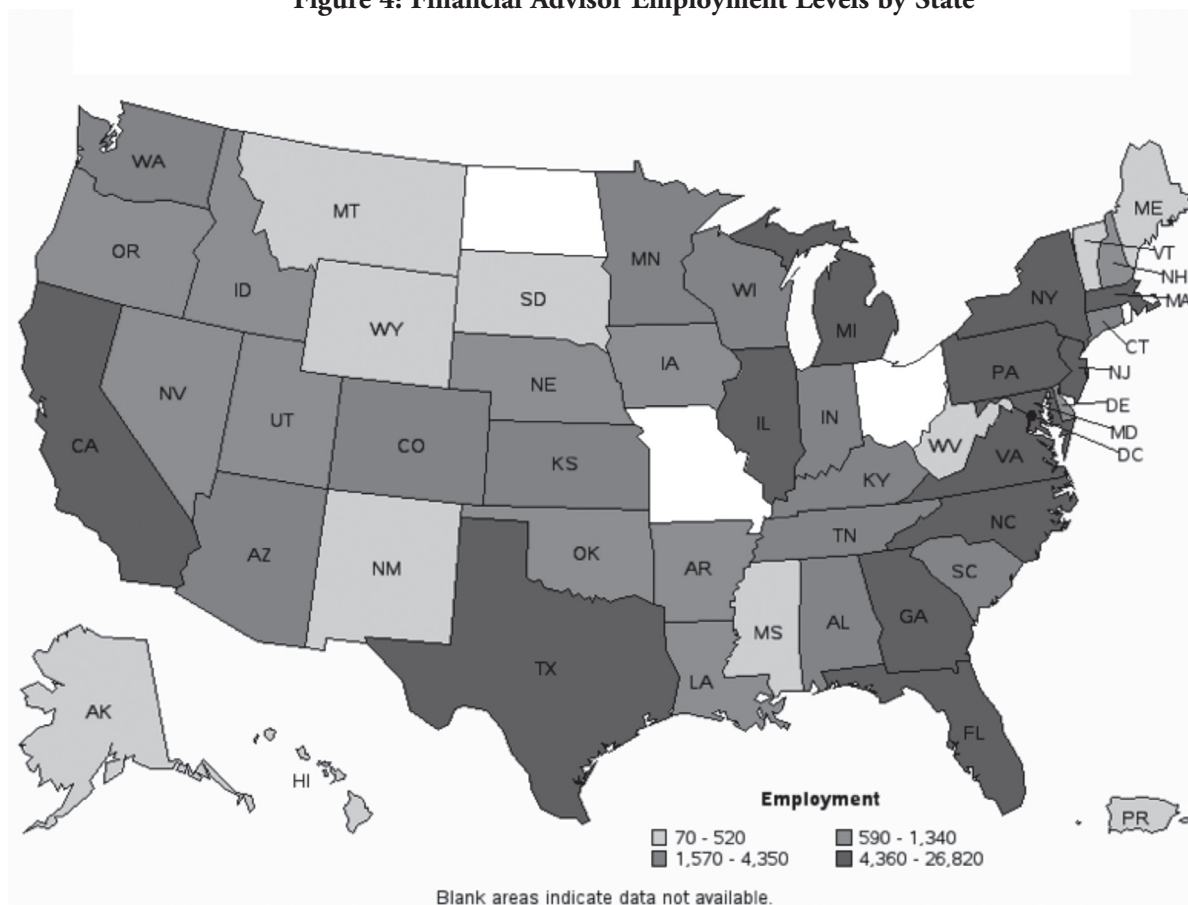 Figure 4: Financial Advisor Employment Levels by State
WA
MT
ME
OR
MN
VT
ID
SD
WI
NH
NY
MA
WY
MI
CT
IA
NE
PA
NJ
NV
DE
UT
IL
IN
MD
CA
CO
WV
VA
DC
KS
KY
NC
AZ
OK
TN
NM
AR
SC
MS
AL
GA
TX
LA
AK
FL
HI
Employment
PR
70 - 520
590 - 1,340
1,570 - 4,350
4,360 - 26,820
Blank areas indicate data not available.